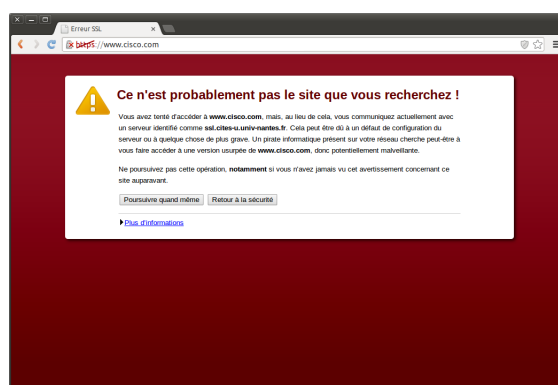 Erreur SSL
https://www.cisco.com
Ce n'est probablement pas le site que vous recherchez !
Vous avez tenté d'accéder à www.cisco.com, mais, au lieu de cela, vous communiquez actuellement avec
un serveur identifié comme ssl.cites-u.univ-nantes.fr. Cela peut être dû à un défaut de configuration du
serveur ou à quelque chose de plus grave. Un pirate informatique présent sur votre réseau cherche peut-être à
vous faire accéder à une version usurpée de www.cisco.com, donc potentiellement malveillante.
Ne poursuivez pas cette opération, notamment si vous n'avez jamais vu cet avertissement concernant ce
site auparavant.
Poursuivre quand même Retour à la sécurité
Plus d'informations